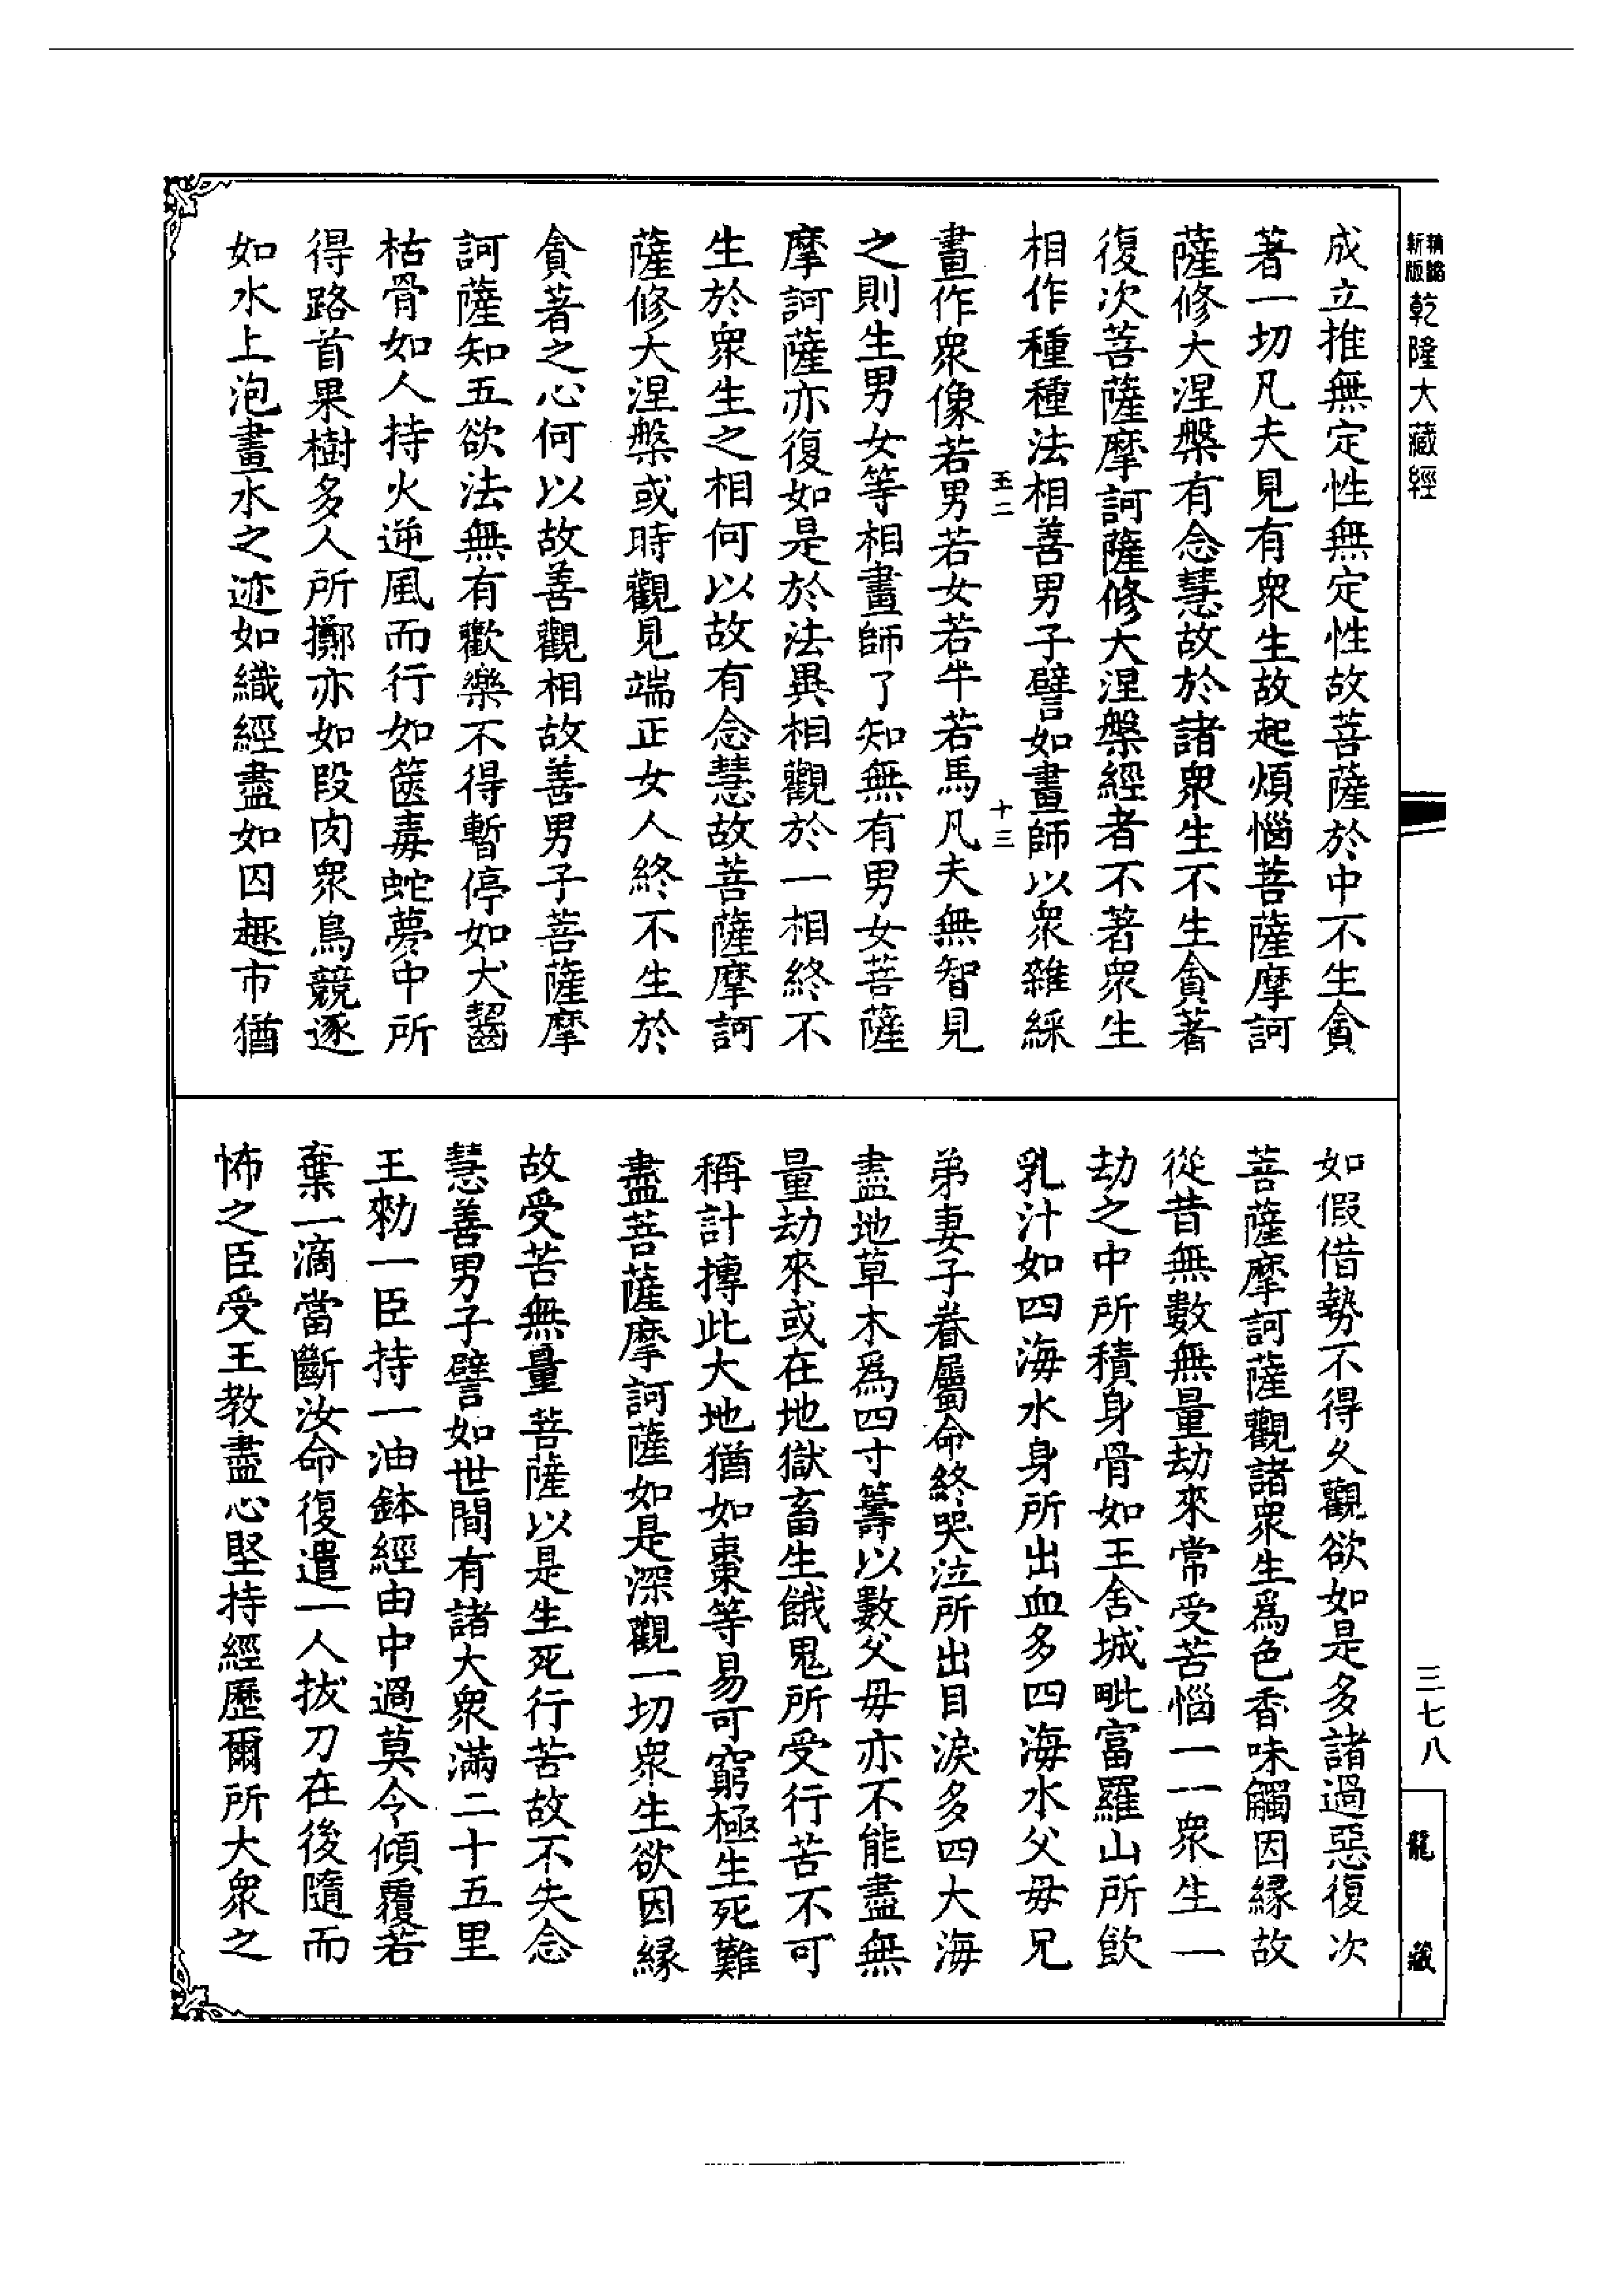 新版
精縮
乾隆大藏經
成立推無定性無定性故菩薩於中不生貪
著一切凡夫見有衆生故起煩惱菩薩摩訶
薩修大涅槃有念慧故於諸衆生不生貪著
復次菩薩摩訶薩修大涅槃經者不著衆生
相作種種法相善男子譬如畫師以衆雜綵
玉二
十三
畫作衆像若男若女若牛若馬凡夫無智見
之則生男女等相畫師了知無有男女菩薩
摩訶薩亦復如是於法異相觀於一相終不
生於衆生之相何以故有念慧故菩薩摩訶
薩修大涅槃或時觀見端正女人終不生於
貪著之心何以故善觀相故善男子菩薩摩
訶薩知五欲法無有歡樂不得暫停如犬齧
枯骨如人持火逆風而行如篋毒蛇夢中所
得路首果樹多人所擲亦如段肉衆鳥競逐
如水上泡畫水之迹如織經盡如囚趣市猶
如假借勢不得久觀欲如是多諸過惡復次
菩薩摩訶薩觀諸衆生爲色香味觸因縁故
從昔無數無量劫來常受苦惱一一衆生一
劫之中所積身骨如王舍城毗富羅山所飲
乳汁如四海水身所出血多四海水父母兄
弟妻子眷屬命終哭泣所出目淚多四大海
盡地草木爲四寸籌以數父母亦不能盡無
量劫來或在地獄畜生餓鬼所受行苦不可
稱計摶此大地猶如棗等易可窮極生死難
盡菩薩摩訶薩如是深觀一切衆生欲因縁
故受苦無量菩薩以是生死行苦故不失念
慧善男子譬如世間有諸大衆滿二十五里
王勑一臣持一油鉢經由中過莫令傾覆若
棄一滴當斷汝命復遣一人拔刀在後隨而
怖之臣受王教盡心堅持經歷爾所大衆之
三七八
龍藏